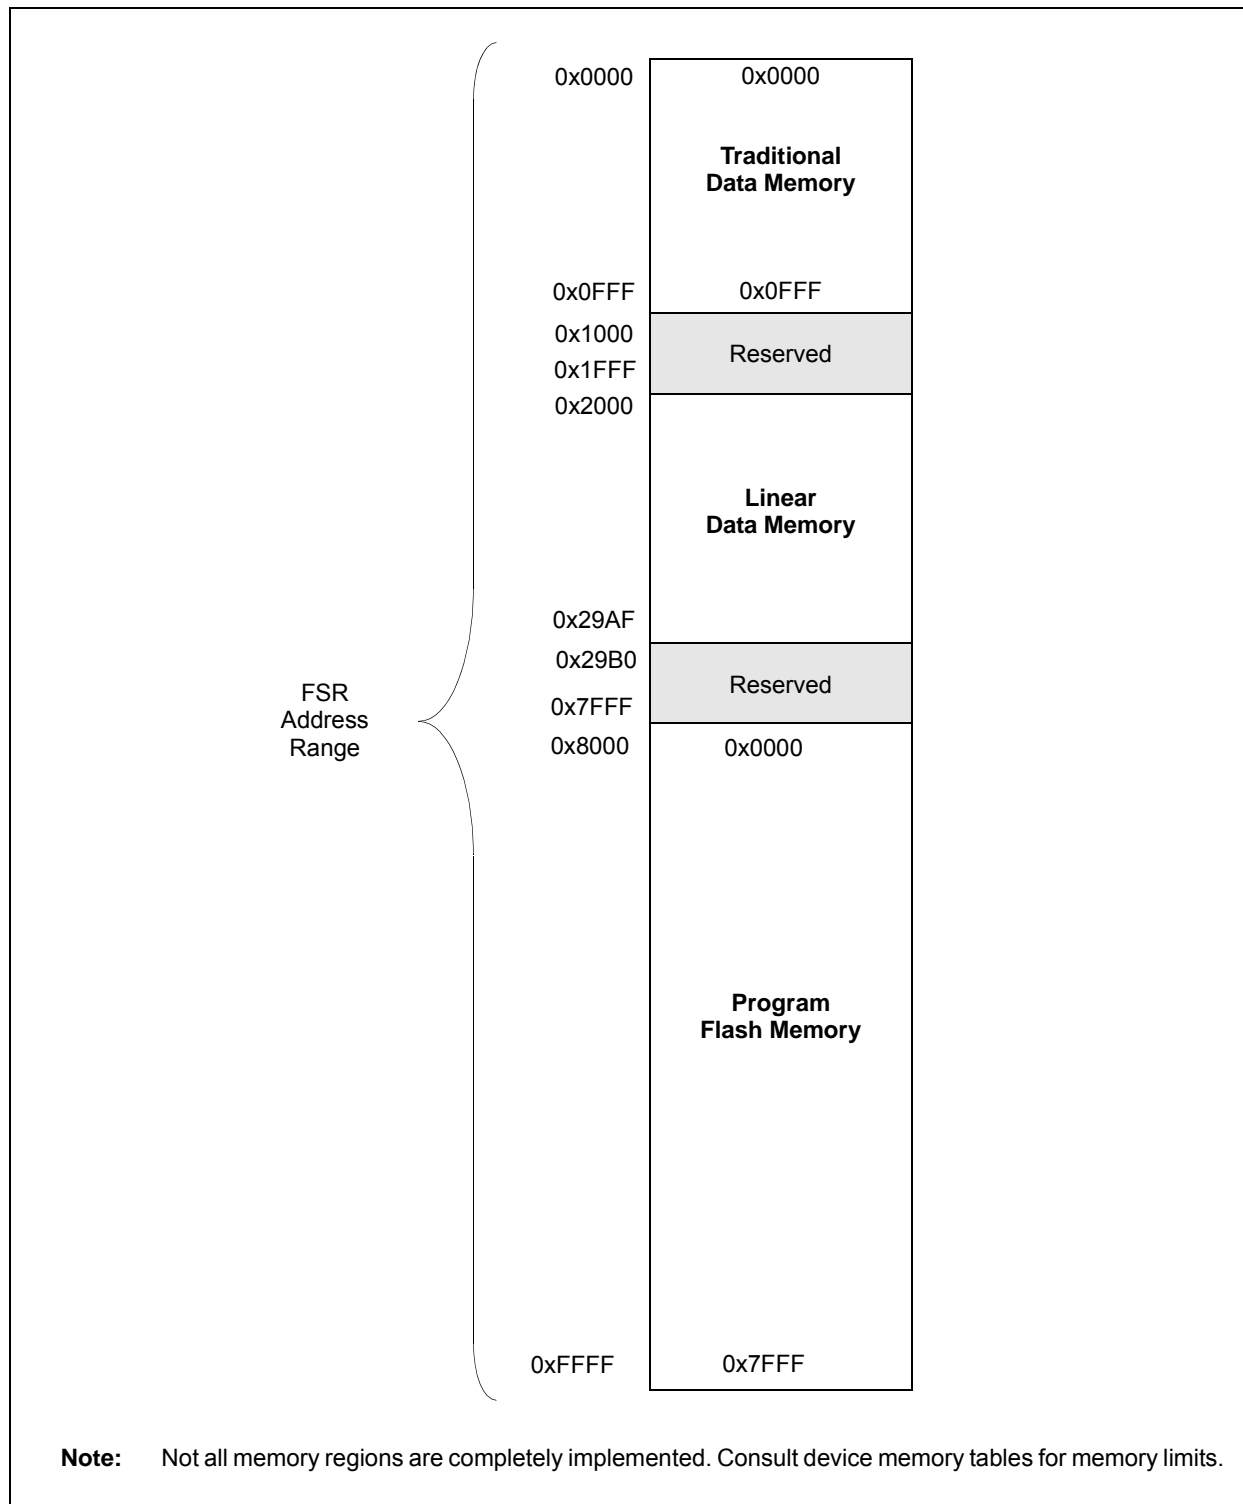 0x0000 0x0000
Traditional
Data Memory
0x0FFF 0x0FFF
0x1000
Reserved
0x1FFF
0x2000
Linear
Data Memory
0x29AF
0x29B0
Reserved
0x7FFF
FSR
Address
Range
0x8000 0x0000
Program
Flash Memory
0xFFFF 0x7FFF
Note: Not all memory regions are completely implemented. Consult device memory tables for memory limits.